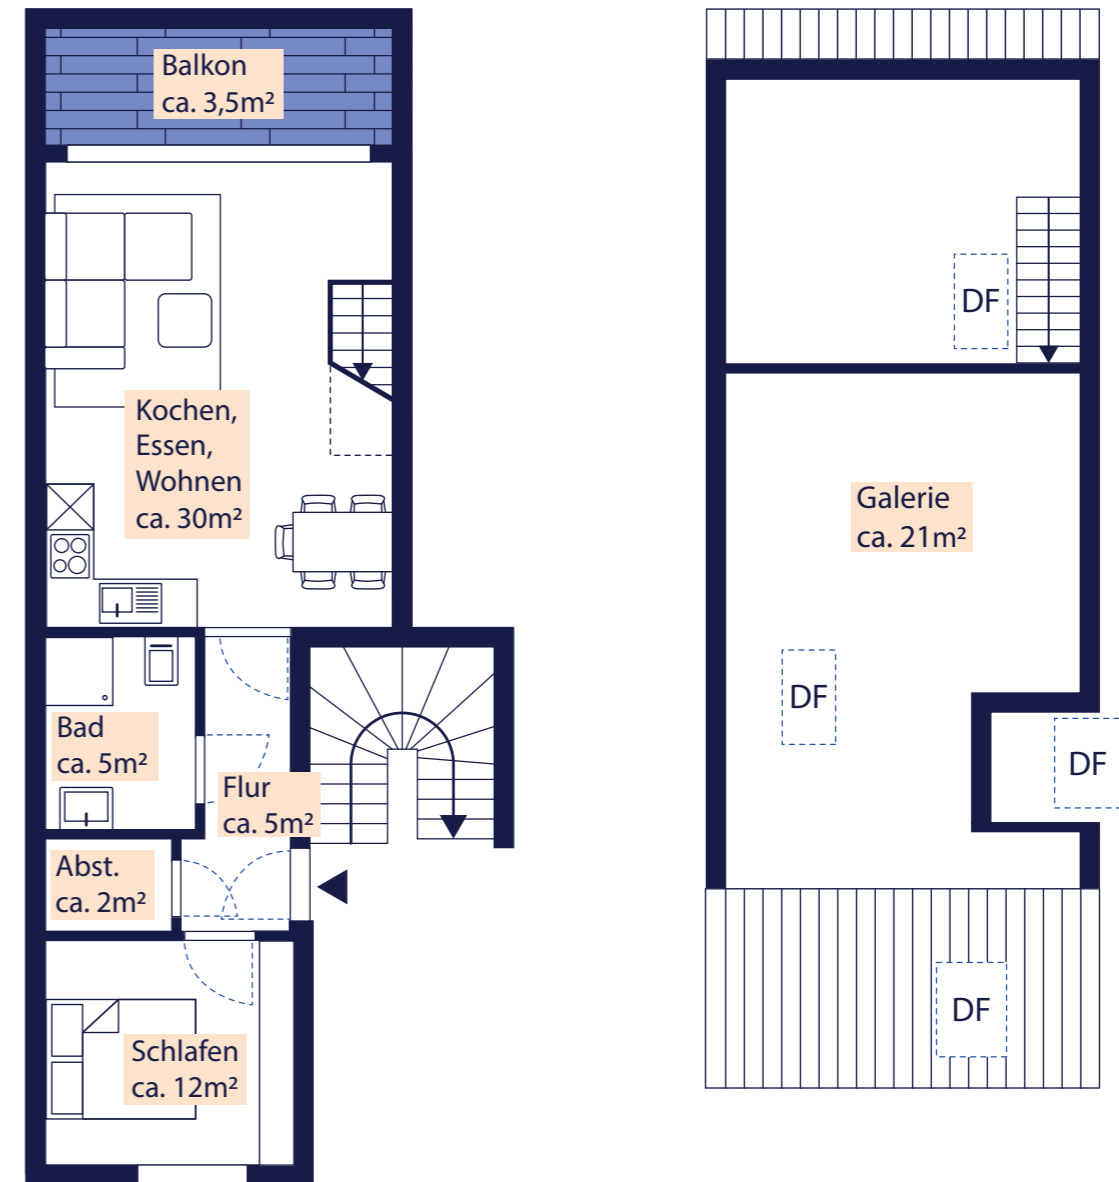 Balkon
ca. 3,5m²
Kochen,
Essen,
Wohnen
ca. 30m²
Bad
ca. 5m²
Flur
ca. 5m²
Abst.
ca. 2m²
Schlafen
ca. 12m²
DF
Galerie
ca. 21m²
DF
DF
DF